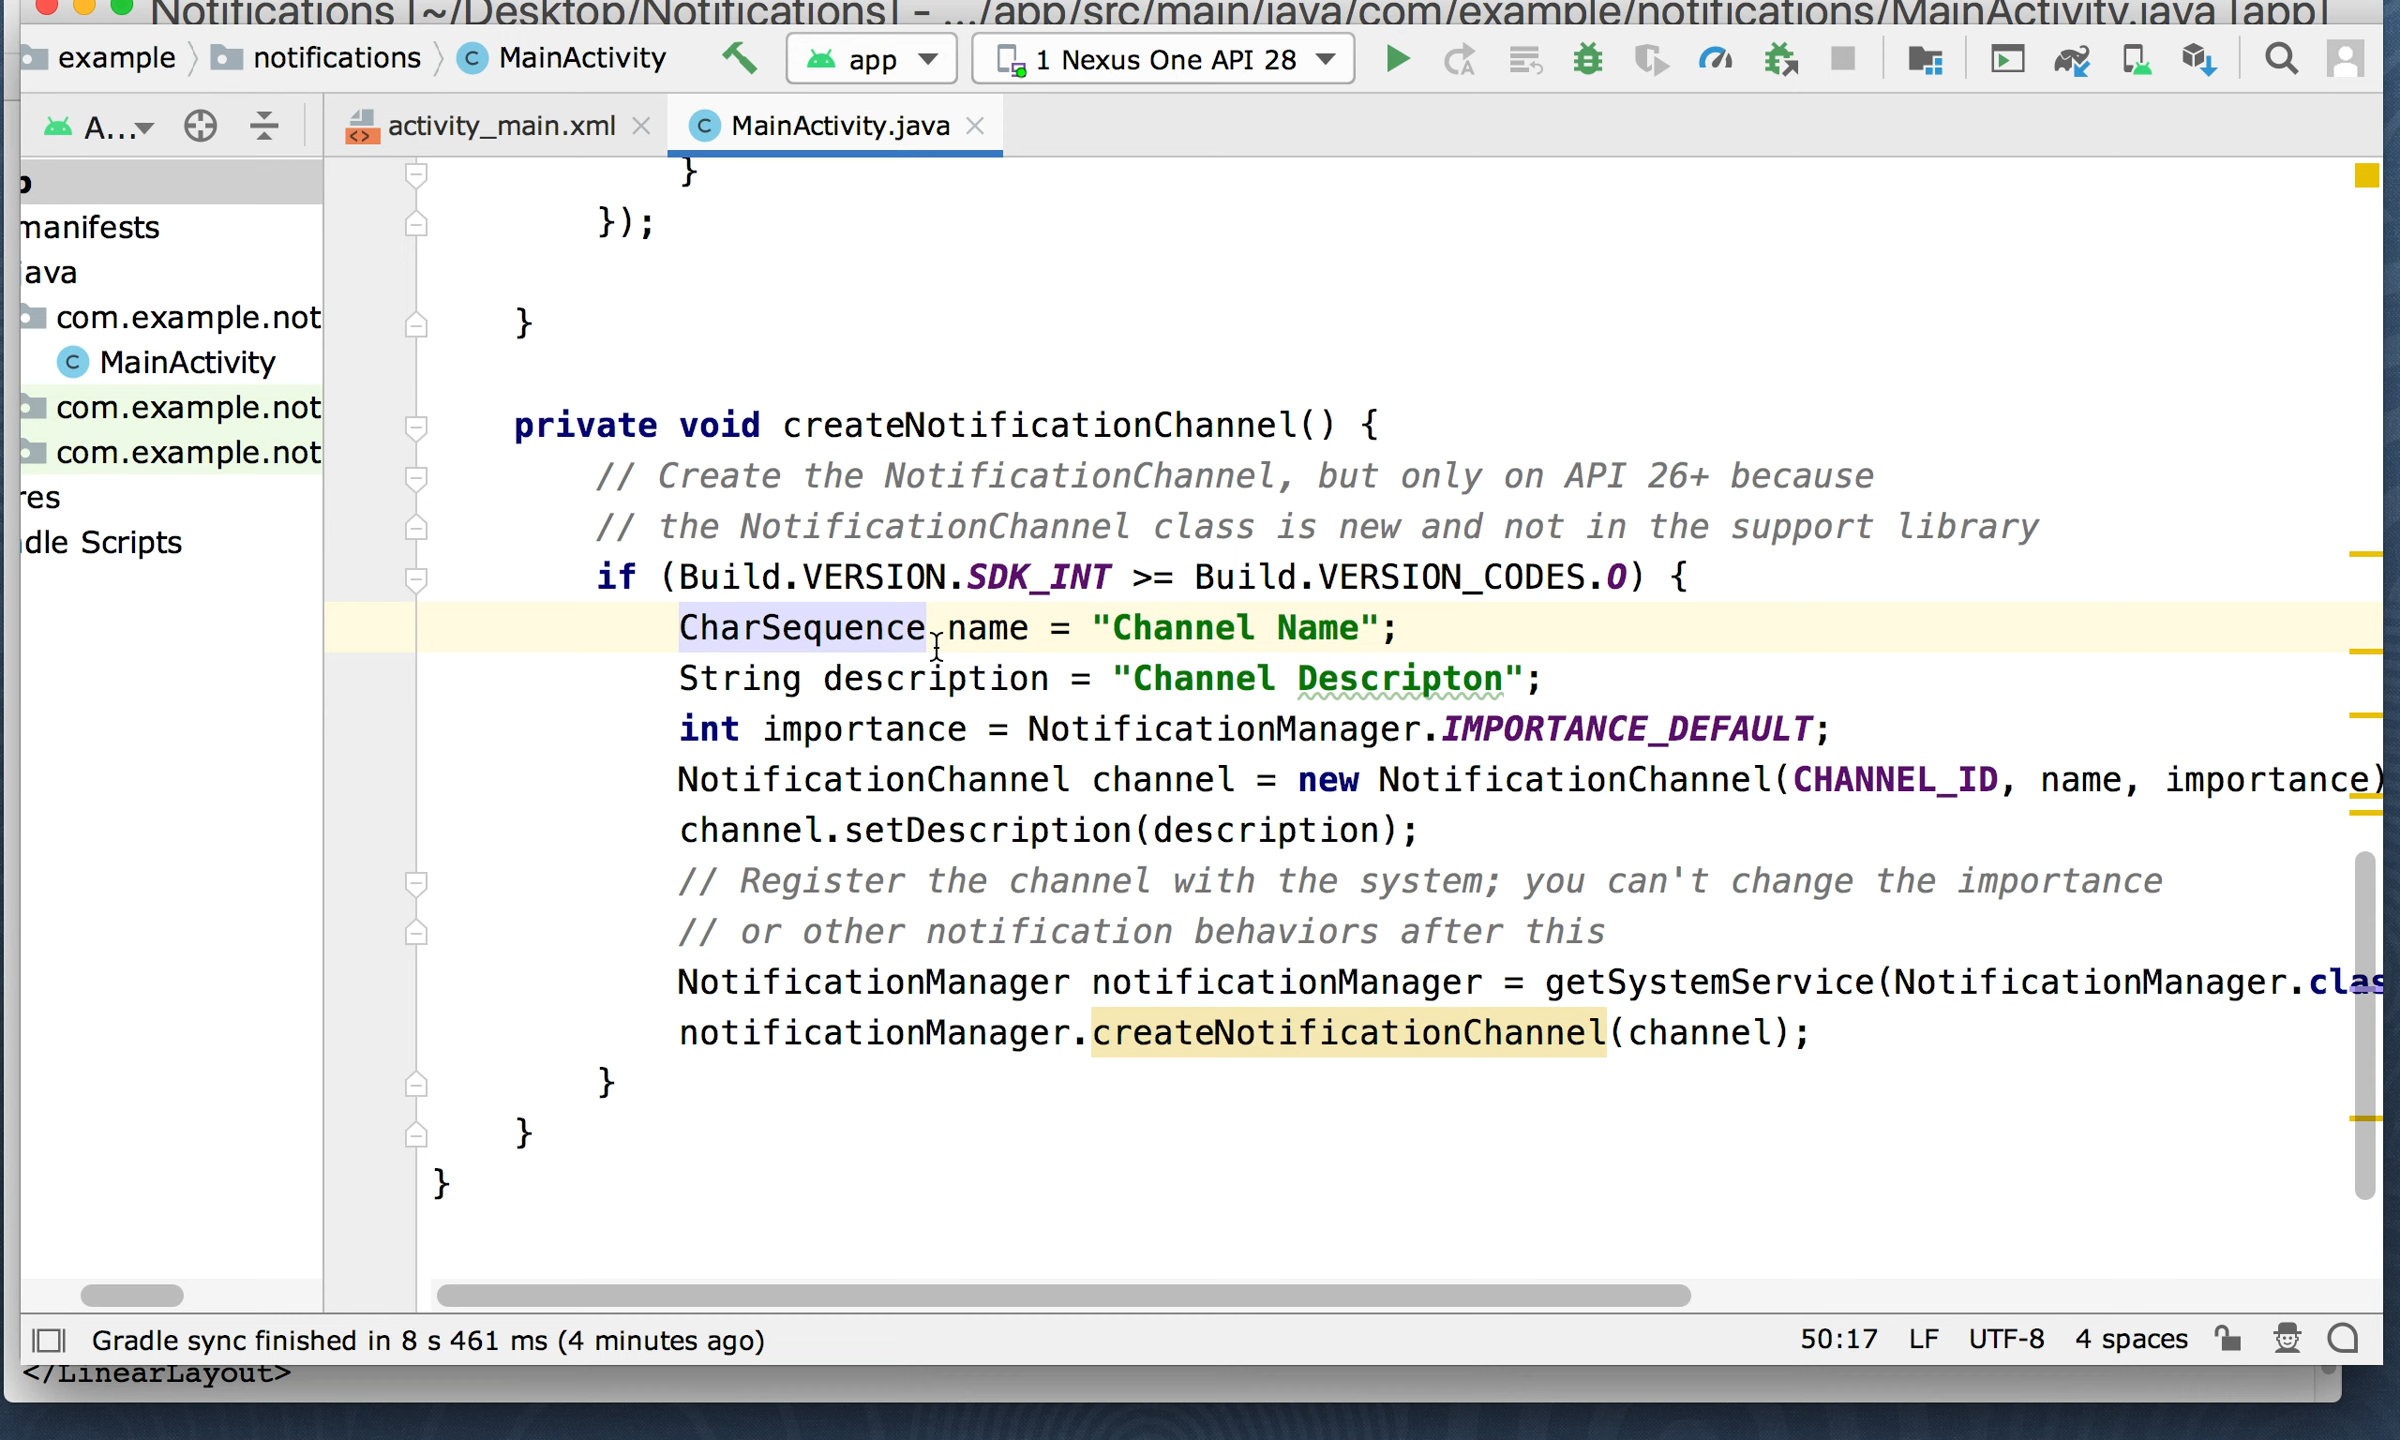 Notifications [~/Desktop/Notifications] - .../app/src/main/java/com/example/notifications/MainActivity.java [app]
example notifications MainActivity app 1 Nexus One API 28
A... activity_main.xml MainActivity.java
manifests
java
com.example.not
MainActivity
com.example.not
com.example.not
res
dle Scripts
}
});
}
private void createNotificationChannel() {
// Create the NotificationChannel, but only on API 26+ because
// the NotificationChannel class is new and not in the support library
if (Build.VERSION.SDK_INT >= Build.VERSION_CODES.O) {
CharSequence name = "Channel Name";
String description = "Channel Descripton";
int importance = NotificationManager.IMPORTANCE_DEFAULT;
NotificationChannel channel = new NotificationChannel(CHANNEL_ID, name, importance)
channel.setDescription(description);
// Register the channel with the system; you can't change the importance
// or other notification behaviors after this
NotificationManager notificationManager = getSystemService(NotificationManager.clas
notificationManager.createNotificationChannel(channel);
}
}
}
Gradle sync finished in 8 s 461 ms (4 minutes ago) 50:17 LF UTF-8 4 spaces
</LinearLayout>